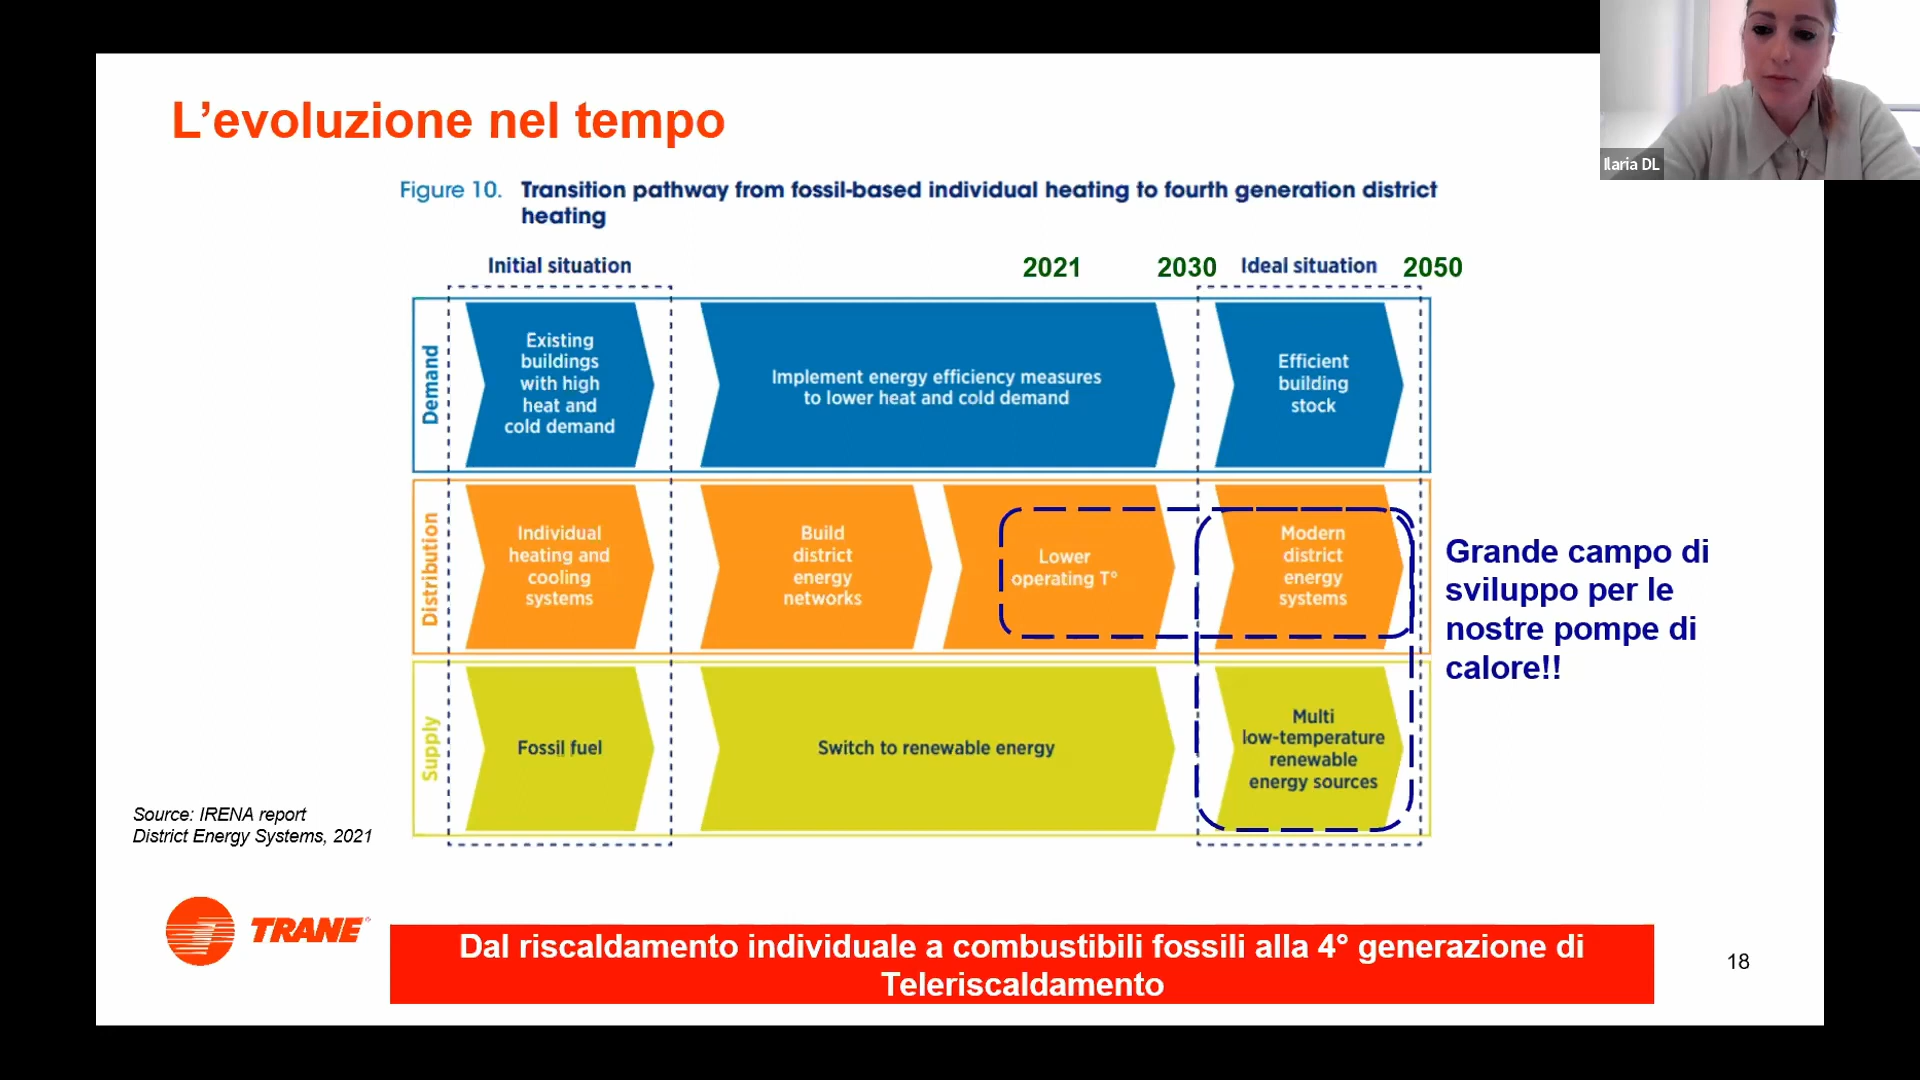 Ilaria DL
L’evoluzione nel tempo
Figure 10. Transition pathway from fossil-based individual heating to fourth generation district
heating
Initial situation
2021
2030
Ideal situation
2050
Demand
Existing
buildings
with high
heat and
cold demand
Implement energy efficiency measures
to lower heat and cold demand
Efficient
building
stock
Distribution
Individual
heating and
cooling
systems
Build
district
energy
networks
Lower
operating T°
Modern
district
energy
systems
Grande campo di
sviluppo per le
nostre pompe di
calore!!
Supply
Fossil fuel
Switch to renewable energy
Multi
low-temperature
renewable
energy sources
Source: IRENA report
District Energy Systems, 2021
TRANE
Dal riscaldamento individuale a combustibili fossili alla 4° generazione di
Teleriscaldamento
18